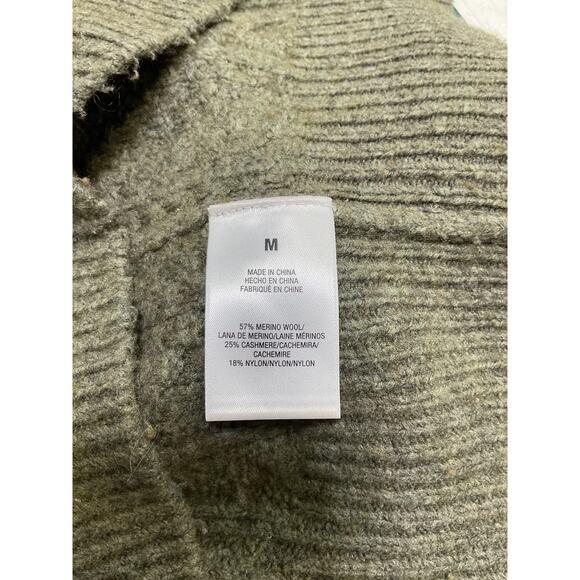 M
MADE IN CHINA
HECHO EN CHINA
FABRIQUÉ EN CHINE
57% MERINO WOOL/
LANA DE MERINO/LAINE MÉRINOS
25% CASHMERE/CACHEMIRA/
CACHEMIRE
18% NYLON/NYLON/NYLON